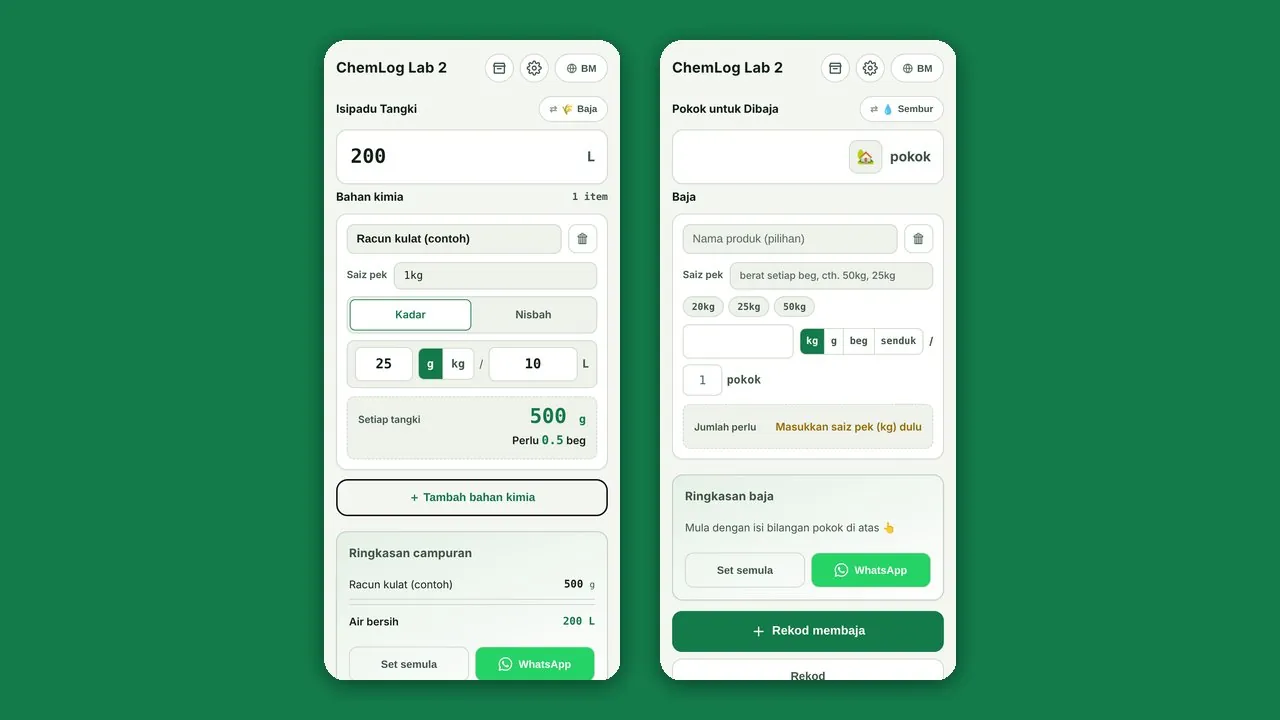 ChemLog Lab 2
BM
Isipadu Tangki
⇄ 🌾 Baja
200 L
Bahan kimia 1 item
Racun kulat (contoh)
Saiz pek 1kg
Kadar Nisbah
25 g kg / 10 L
Setiap tangki 500 g
Perlu 0.5 beg
+ Tambah bahan kimia
Ringkasan campuran
Racun kulat (contoh) 500 g
Air bersih 200 L
Set semula WhatsApp
ChemLog Lab 2
BM
Pokok untuk Dibaja
⇄ 💧 Sembur
🏡 pokok
Baja
Nama produk (pilihan)
Saiz pek berat setiap beg, cth. 50kg, 25kg
20kg 25kg 50kg
kg g beg senduk /
1 pokok
Jumlah perlu Masukkan saiz pek (kg) dulu
Ringkasan baja
Mula dengan isi bilangan pokok di atas 👆
Set semula WhatsApp
+ Rekod membaja
Rekod